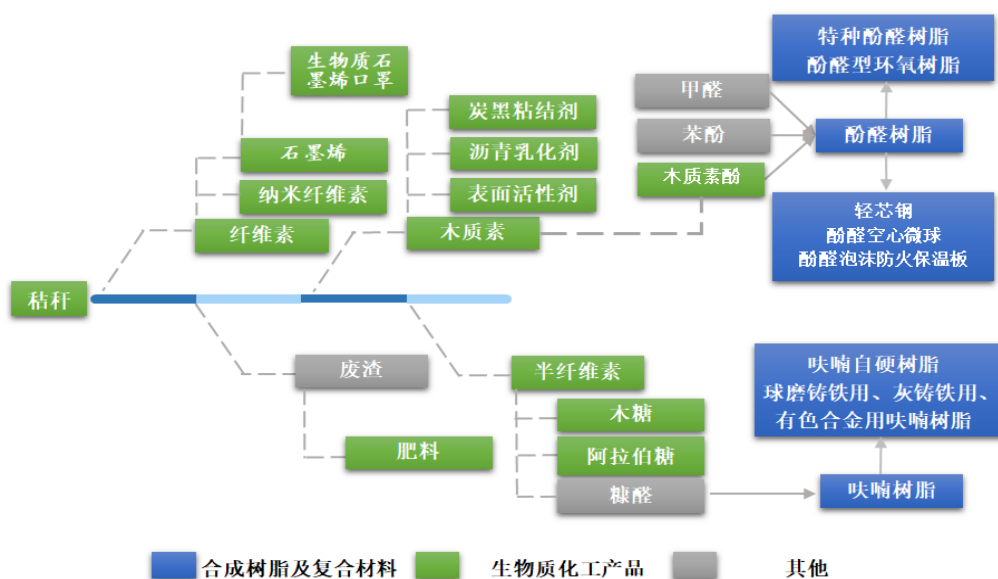 生物质石
墨烯口罩
石墨烯
纳米纤维素
纤维素
炭黑粘结剂
沥青乳化剂
表面活性剂
木质素
甲醛
苯酚
木质素酚
特种酚醛树脂
酚醛型环氧树脂
酚醛树脂
轻芯钢
酚醛空心微球
酚醛泡沫防火保温板
秸秆
废渣
肥料
半纤维素
木糖
阿拉伯糖
糠醛
呋喃自硬树脂
球磨铸铁用、灰铸铁用、
有色合金用呋喃树脂
呋喃树脂
合成树脂及复合材料
生物质化工产品
其他